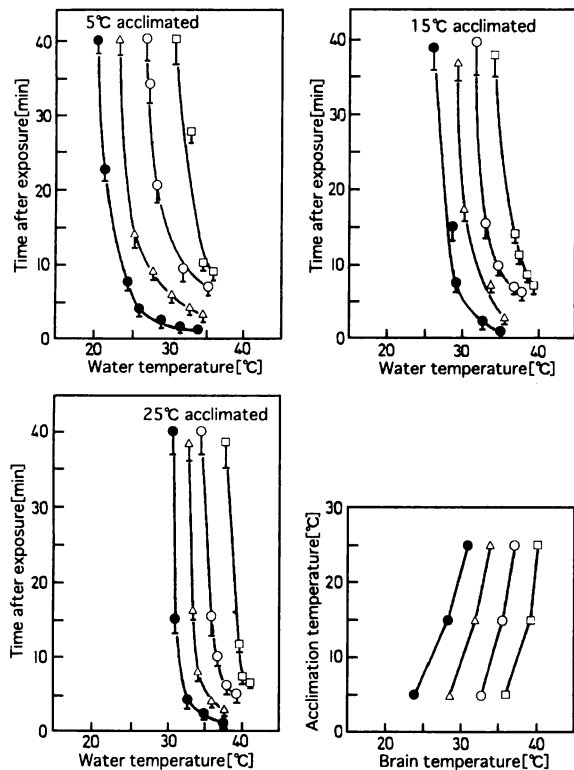 5℃ acclimated
Time after exposure[min]
40
30
20
10
0
20
30
40
Water temperature[℃]
15℃ acclimated
Time after exposure[min]
40
30
20
10
0
20
30
40
Water temperature[℃]
25℃ acclimated
Time after exposure[min]
40
30
20
10
0
20
30
40
Water temperature[℃]
Acclimation temperature[℃]
30
20
10
0
20
30
40
Brain temperature[℃]